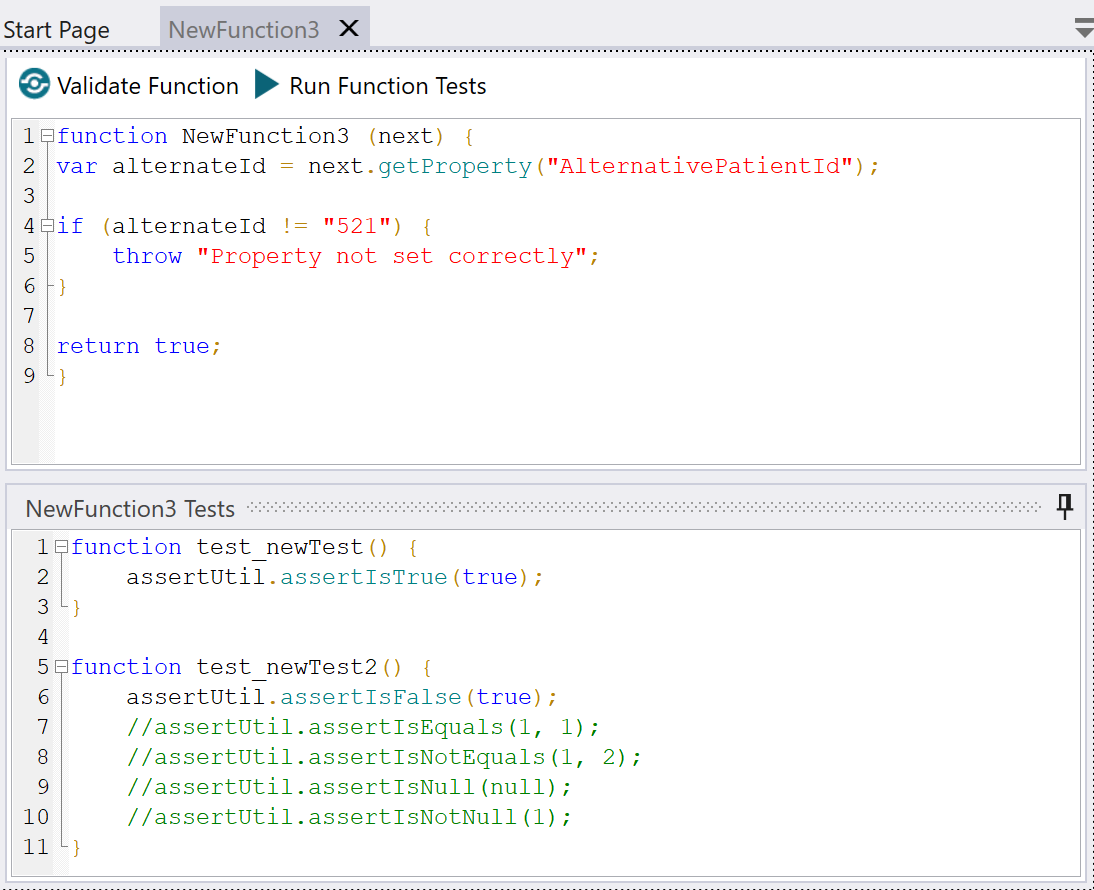 Start Page NewFunction3
Validate Function Run Function Tests
1 function NewFunction3 (next) {
2 var alternateId = next.getProperty("AlternativePatientId");
3
4 if (alternateId != "521") {
5     throw "Property not set correctly";
6 }
7
8 return true;
9 }
NewFunction3 Tests
1 function test_newTest() {
2     assertUtil.assertIsTrue(true);
3 }
4
5 function test_newTest2() {
6     assertUtil.assertIsFalse(true);
7     //assertUtil.assertIsEquals(1, 1);
8     //assertUtil.assertIsNotEquals(1, 2);
9     //assertUtil.assertIsNull(null);
10     //assertUtil.assertIsNotNull(1);
11 }